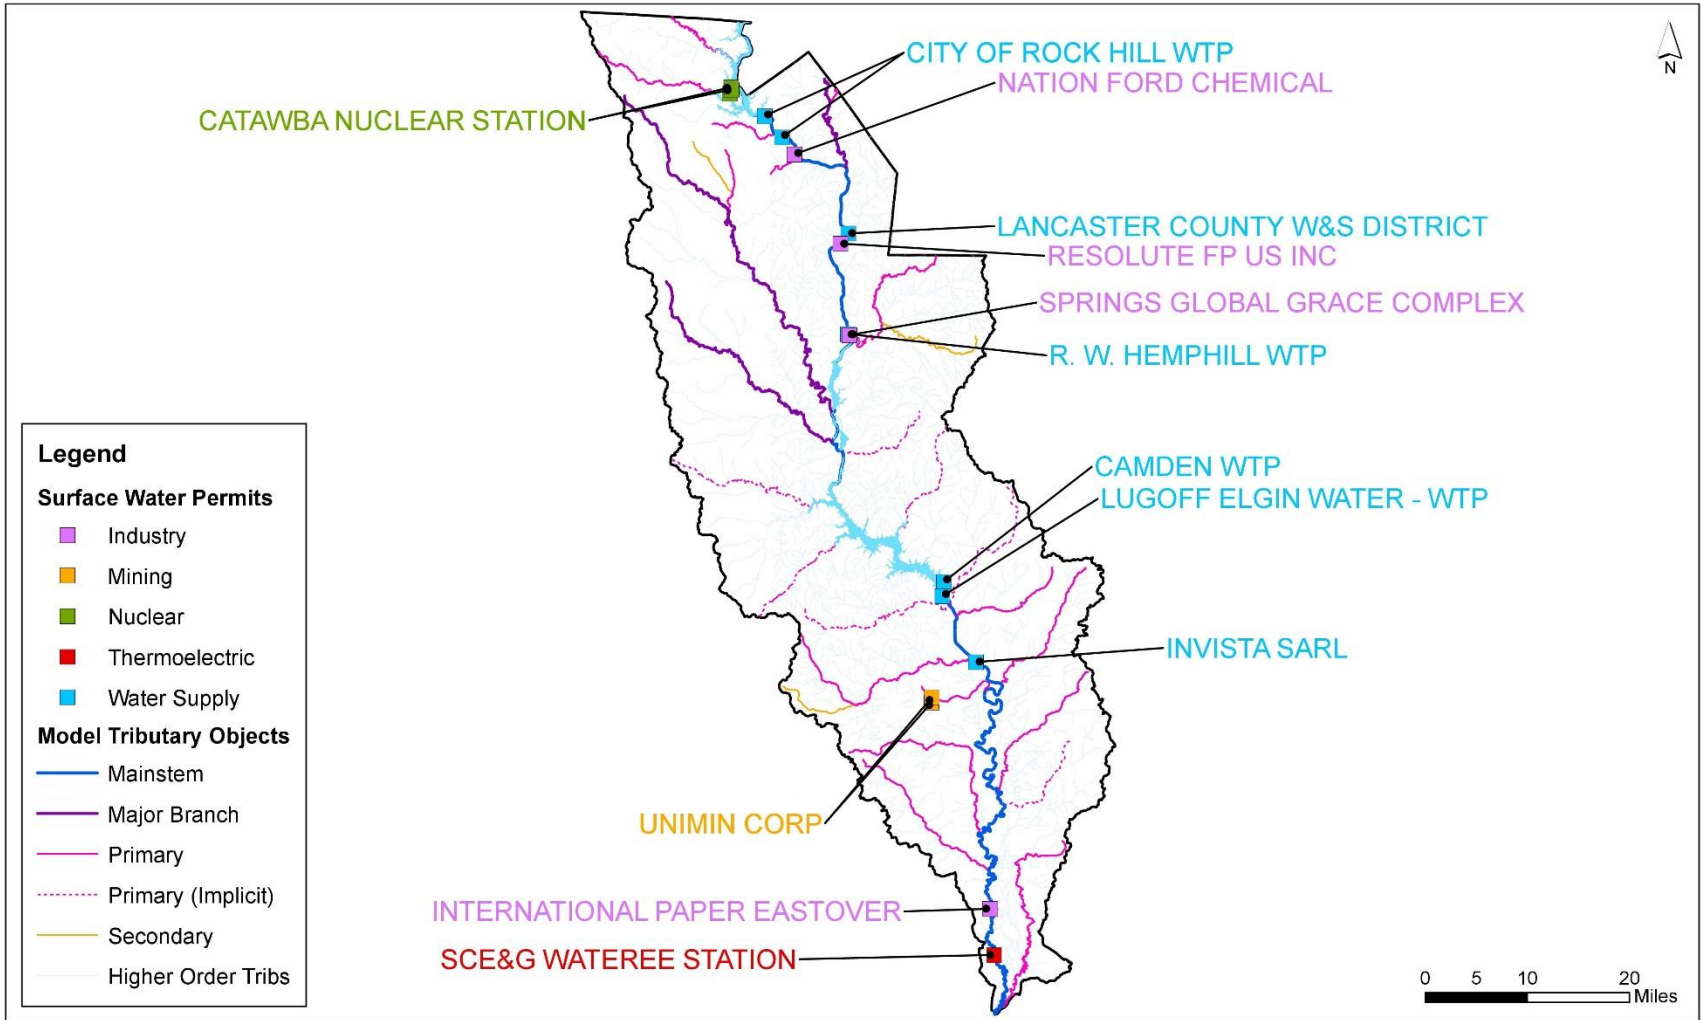 N
CITY OF ROCK HILL WTP
NATION FORD CHEMICAL
CATAWBA NUCLEAR STATION
LANCASTER COUNTY W&S DISTRICT
RESOLUTE FP US INC
SPRINGS GLOBAL GRACE COMPLEX
R. W. HEMPHILL WTP
CAMDEN WTP
LUGOFF ELGIN WATER - WTP
INVISTA SARL
UNIMIN CORP
INTERNATIONAL PAPER EASTOVER
SCE&G WATEREE STATION
Legend
Surface Water Permits
Industry
Mining
Nuclear
Thermoelectric
Water Supply
Model Tributary Objects
Mainstem
Major Branch
Primary
Primary (Implicit)
Secondary
Higher Order Tribs
0 5 10 20
Miles